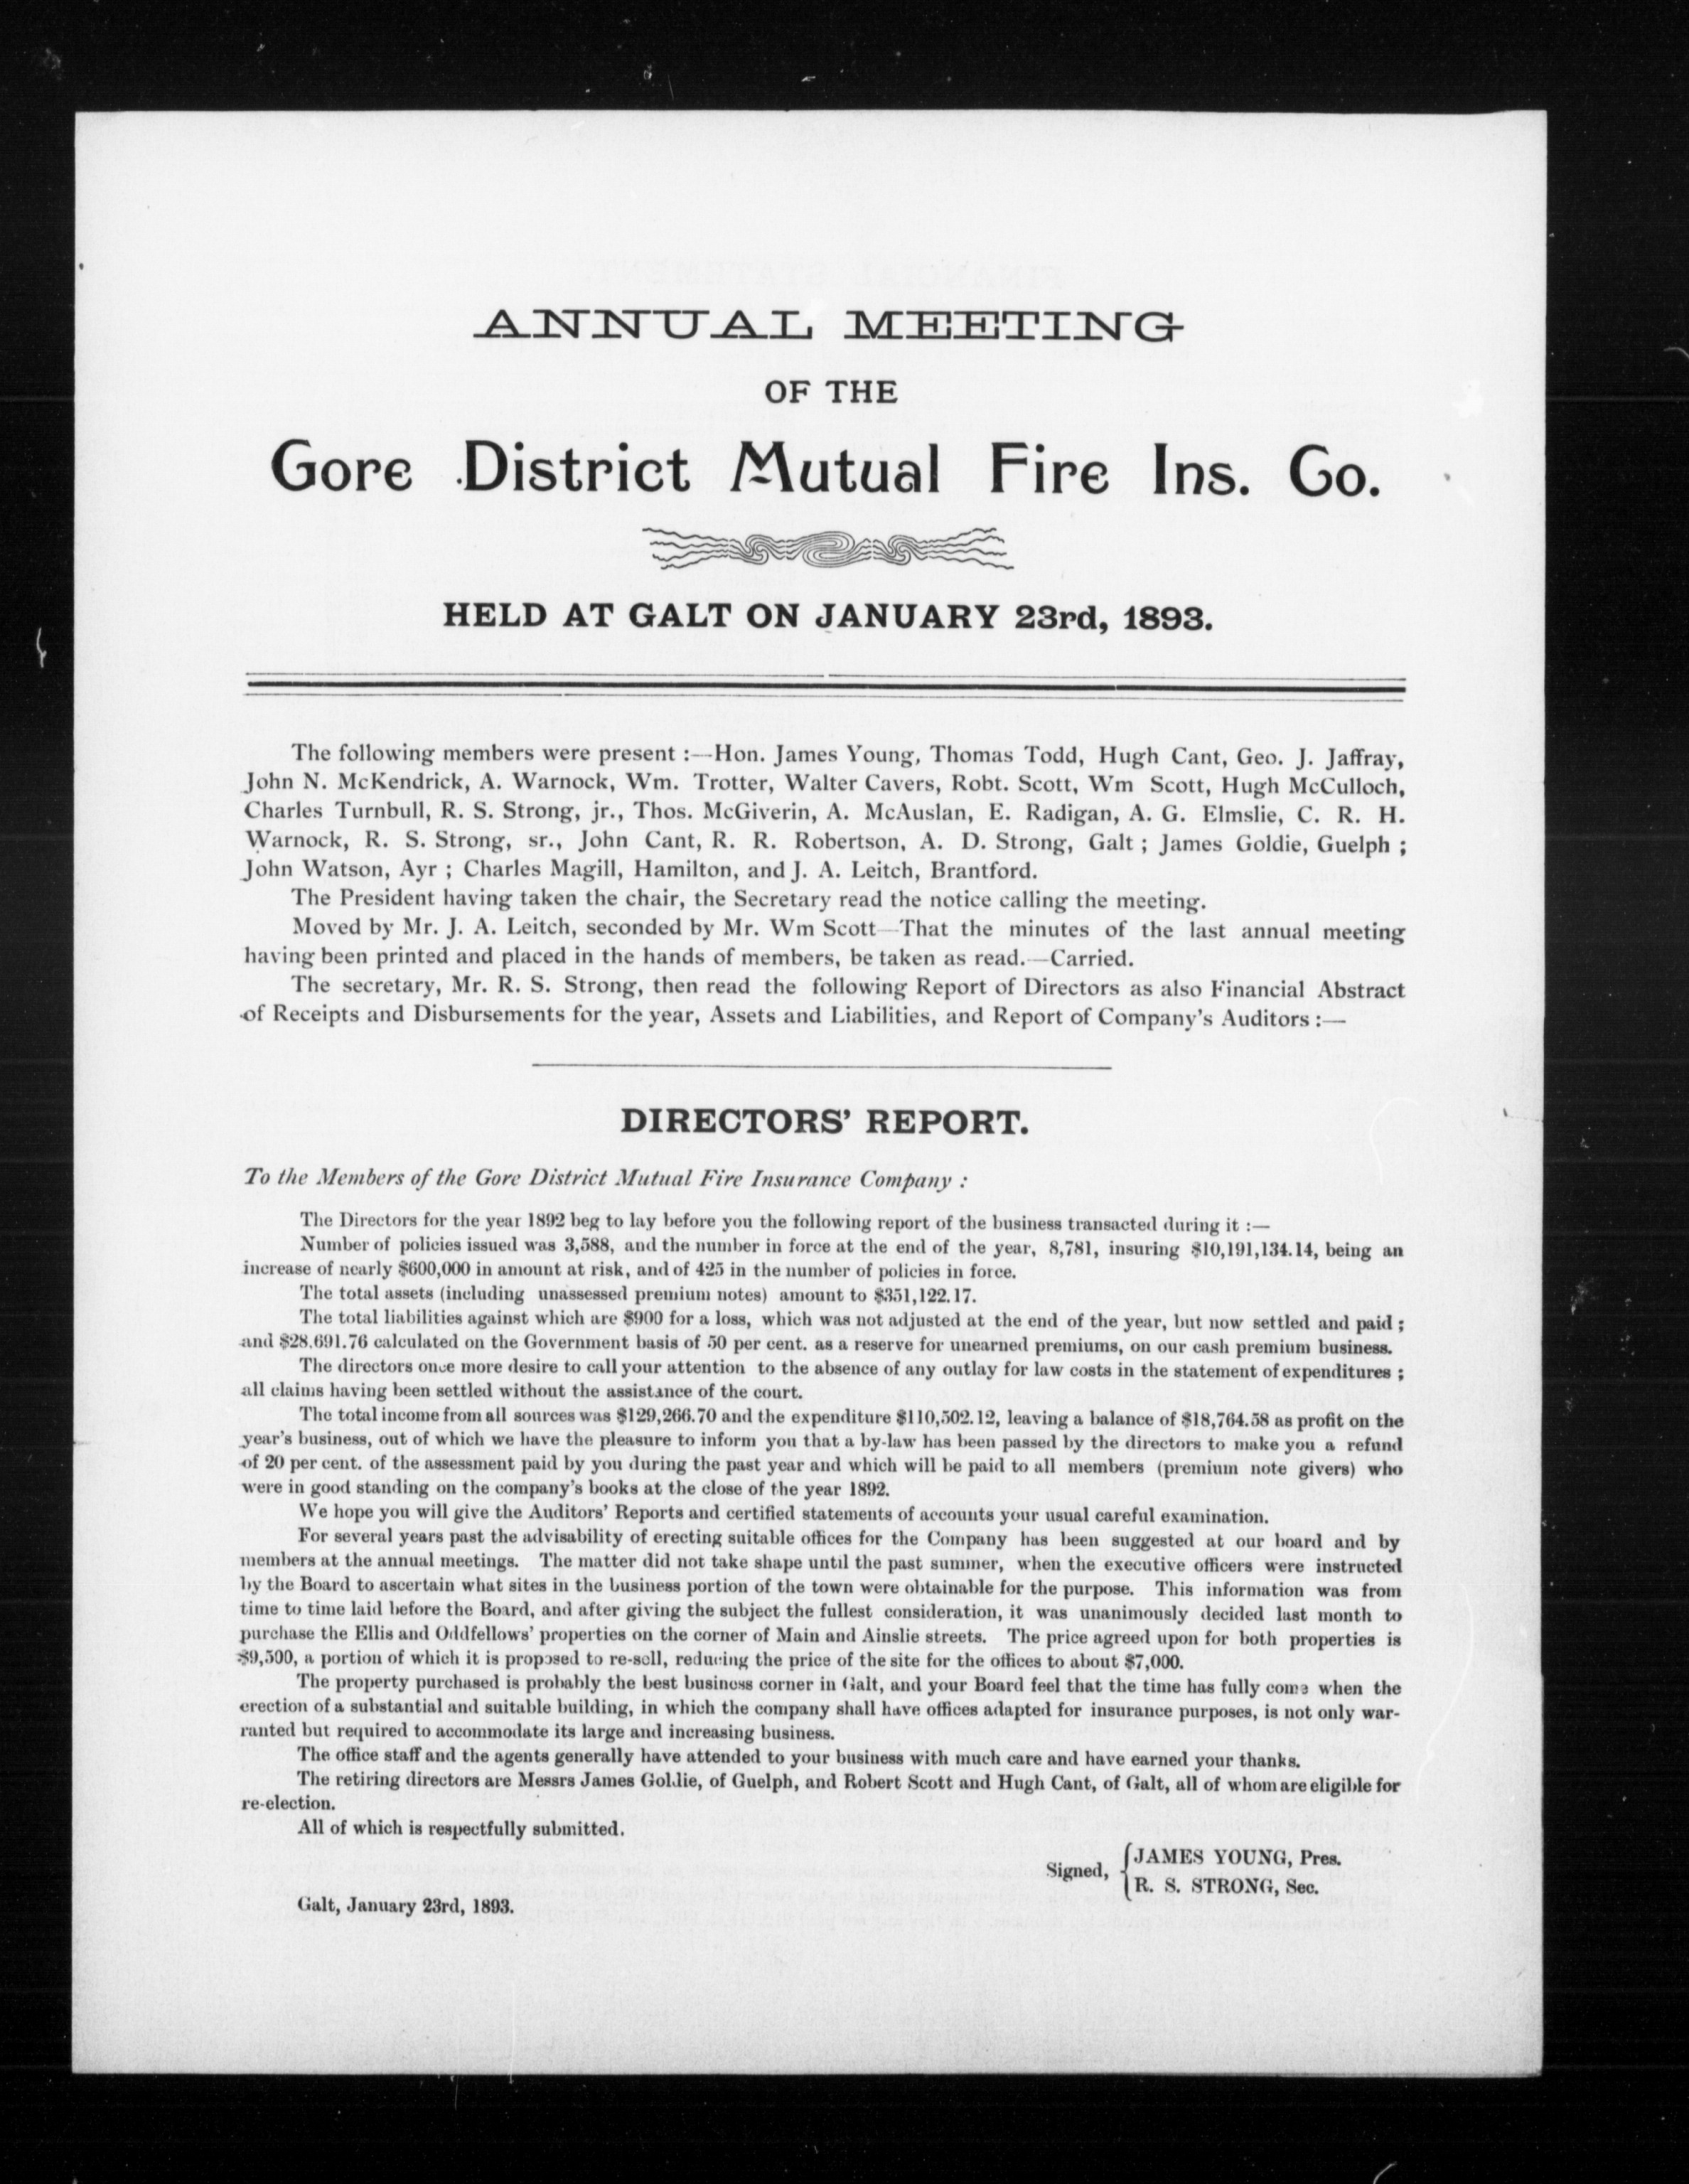 ANNUAL MEETING
OF THE
Gore District Mutual Fire Ins. Co.
HELD AT GALT ON JANUARY 23rd, 1893.
The following members were present :—Hon. James Young, Thomas Todd, Hugh Cant, Geo. J. Jaffray,
John N. McKendrick, A. Warnock, Wm. Trotter, Walter Cavers, Robt. Scott, Wm Scott, Hugh McCulloch,
Charles Turnbull, R. S. Strong, jr., Thos. McGiverin, A. McAuslan, E. Radigan, A. G. Elmslie, C. R. H.
Warnock, R. S. Strong, sr., John Cant, R. R. Robertson, A. D. Strong, Galt ; James Goldie, Guelph ;
John Watson, Ayr ; Charles Magill, Hamilton, and J. A. Leitch, Brantford.
The President having taken the chair, the Secretary read the notice calling the meeting.
Moved by Mr. J. A. Leitch, seconded by Mr. Wm Scott—That the minutes of the last annual meeting
having been printed and placed in the hands of members, be taken as read.—Carried.
The secretary, Mr. R. S. Strong, then read the following Report of Directors as also Financial Abstract
of Receipts and Disbursements for the year, Assets and Liabilities, and Report of Company's Auditors :—
DIRECTORS' REPORT.
To the Members of the Gore District Mutual Fire Insurance Company :
The Directors for the year 1892 beg to lay before you the following report of the business transacted during it :—
Number of policies issued was 3,588, and the number in force at the end of the year, 8,781, insuring $10,191,134.14, being an
increase of nearly $600,000 in amount at risk, and of 425 in the number of policies in force.
The total assets (including unassessed premium notes) amount to $351,122.17.
The total liabilities against which are $900 for a loss, which was not adjusted at the end of the year, but now settled and paid ;
and $28,691.76 calculated on the Government basis of 50 per cent. as a reserve for unearned premiums, on our cash premium business.
The directors once more desire to call your attention to the absence of any outlay for law costs in the statement of expenditures ;
all claims having been settled without the assistance of the court.
The total income from all sources was $129,266.70 and the expenditure $110,502.12, leaving a balance of $18,764.58 as profit on the
year's business, out of which we have the pleasure to inform you that a by-law has been passed by the directors to make you a refund
of 20 per cent. of the assessment paid by you during the past year and which will be paid to all members (premium note givers) who
were in good standing on the company's books at the close of the year 1892.
We hope you will give the Auditors' Reports and certified statements of accounts your usual careful examination.
For several years past the advisability of erecting suitable offices for the Company has been suggested at our board and by
members at the annual meetings. The matter did not take shape until the past summer, when the executive officers were instructed
by the Board to ascertain what sites in the business portion of the town were obtainable for the purpose. This information was from
time to time laid before the Board, and after giving the subject the fullest consideration, it was unanimously decided last month to
purchase the Ellis and Oddfellows' properties on the corner of Main and Ainslie streets. The price agreed upon for both properties is
$9,500, a portion of which it is proposed to re-sell, reducing the price of the site for the offices to about $7,000.
The property purchased is probably the best business corner in Galt, and your Board feel that the time has fully come when the
erection of a substantial and suitable building, in which the company shall have offices adapted for insurance purposes, is not only war-
ranted but required to accommodate its large and increasing business.
The office staff and the agents generally have attended to your business with much care and have earned your thanks.
The retiring directors are Messrs James Goldie, of Guelph, and Robert Scott and Hugh Cant, of Galt, all of whom are eligible for
re-election.
All of which is respectfully submitted.
Signed, { JAMES YOUNG, Pres.
R. S. STRONG, Sec.
Galt, January 23rd, 1893.